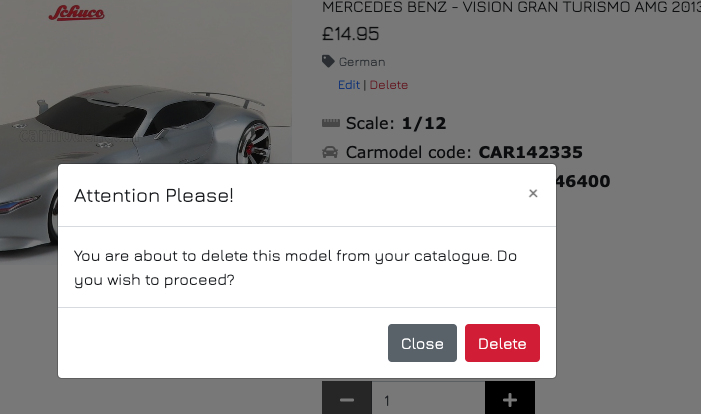 Schuco
MERCEDES BENZ - VISION GRAN TURISMO AMG 2013
£14.95
German
Edit | Delete
Scale: 1/12
Carmodel code: CAR142335
46400
Attention Please!
×
You are about to delete this model from your catalogue. Do
you wish to proceed?
Close Delete
1